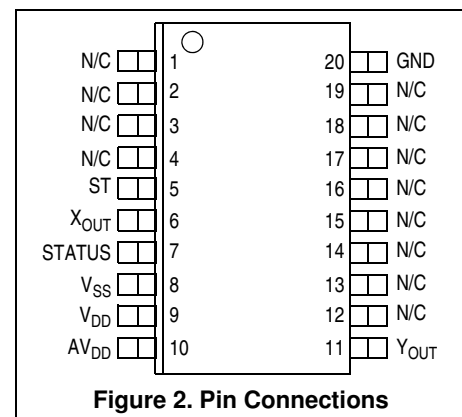 N/C 1 20 GND
N/C 2 19 N/C
N/C 3 18 N/C
N/C 4 17 N/C
ST 5 16 N/C
XOUT 6 15 N/C
STATUS 7 14 N/C
VSS 8 13 N/C
VDD 9 12 N/C
AVDD 10 11 YOUT
Figure 2. Pin Connections